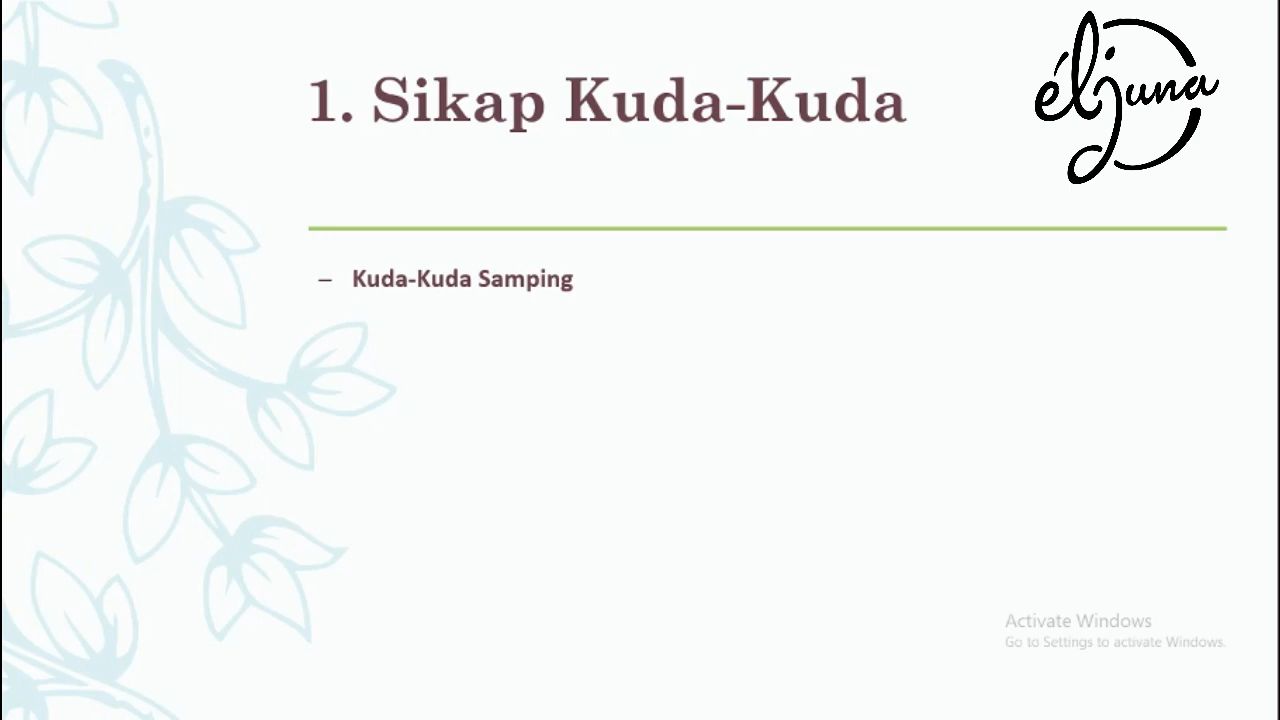 1. Sikap Kuda-Kuda
éljuna
– Kuda-Kuda Samping
Activate Windows
Go to Settings to activate Windows.